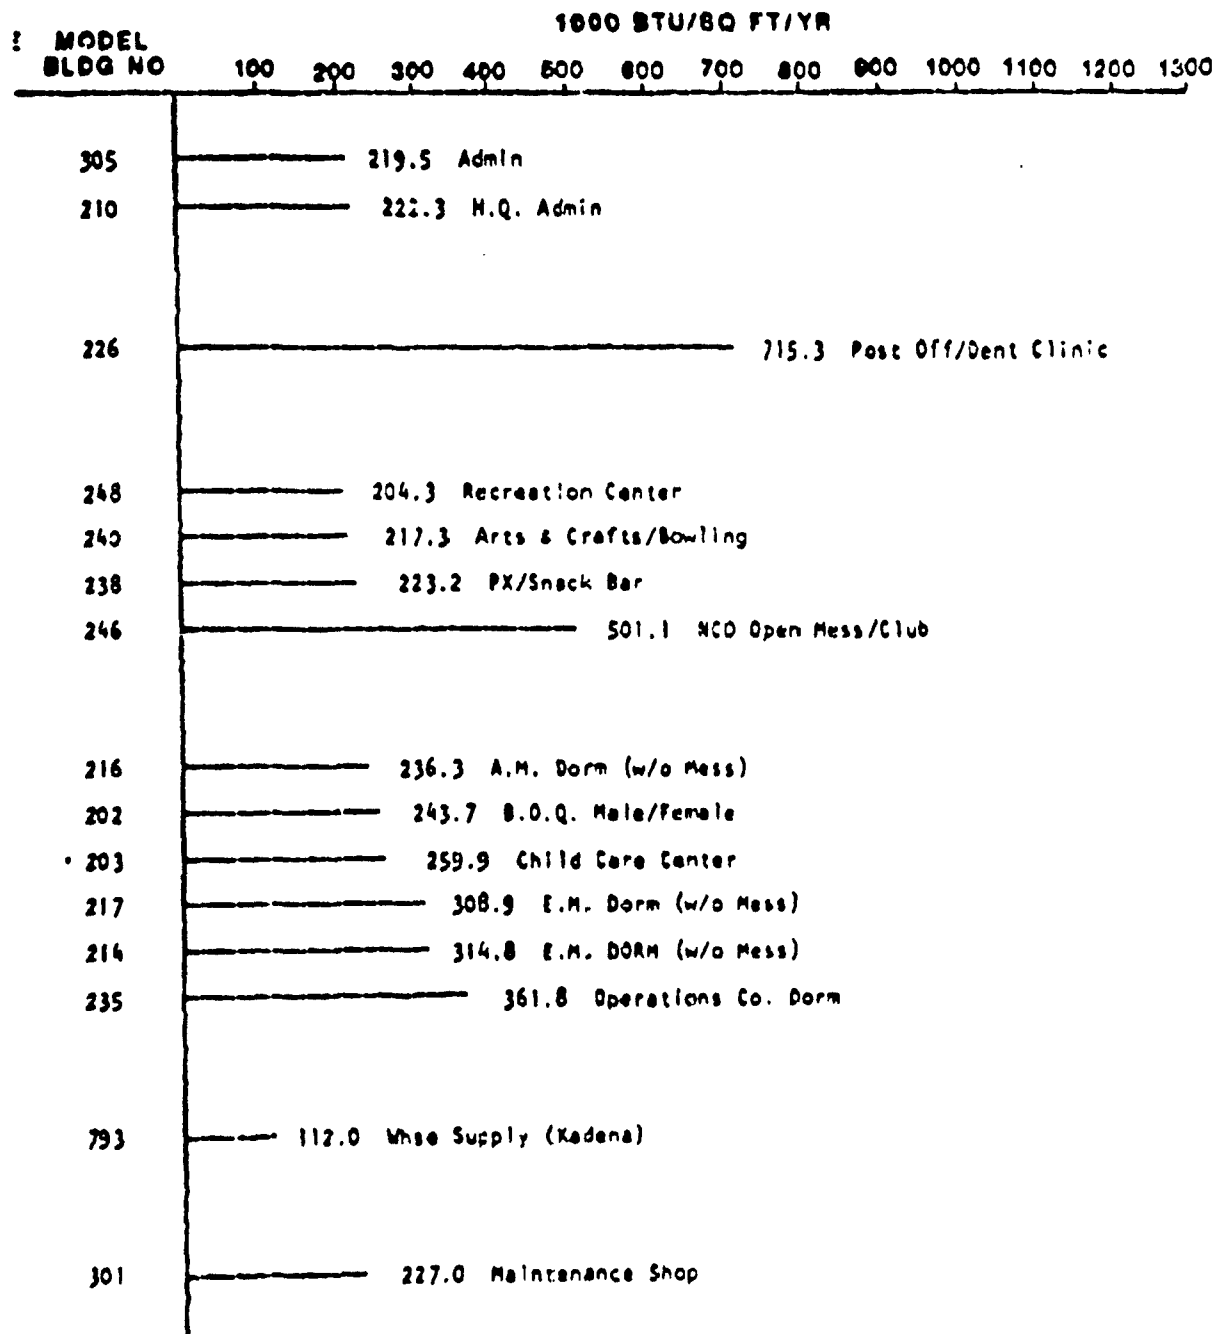 1000 BTU/SQ FT/YR
MODEL
BLDG NO 100 200 300 400 500 600 700 800 900 1000 1100 1200 1300
305 219.5 Admin
210 222.3 H.Q. Admin
226 715.3 Post Off/Dent Clinic
248 204.3 Recreation Center
240 217.3 Arts & Crafts/Bowling
238 223.2 PX/Snack Bar
246 501.1 NCO Open Mess/Club
216 236.3 A.M. Dorm (w/o Mess)
202 243.7 B.O.Q. Male/Female
203 259.9 Child Care Center
217 308.9 E.M. Dorm (w/o Mess)
214 314.8 E.M. DORM (w/o Mess)
235 361.8 Operations Co. Dorm
793 112.0 Whse Supply (Kadena)
301 227.0 Maintenance Shop